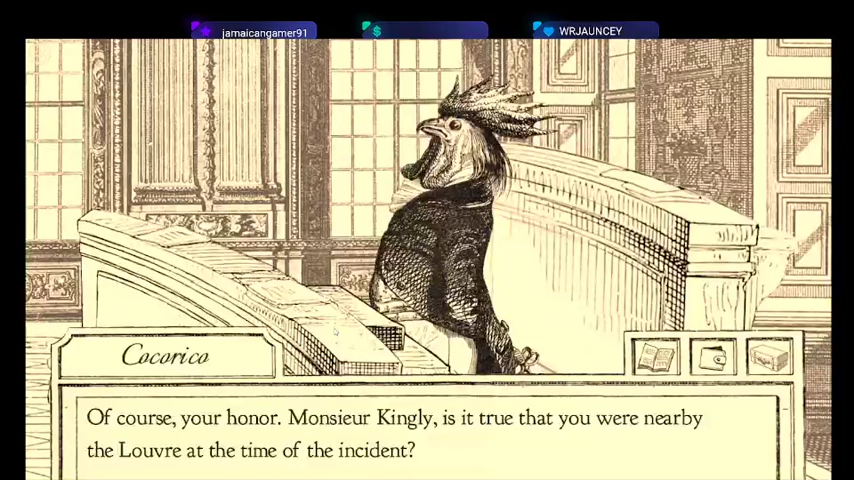 jamaicangamer91
$
WRJAUNCEY
Cocorico
Of course, your honor. Monsieur Kingly, is it true that you were nearby
the Louvre at the time of the incident?